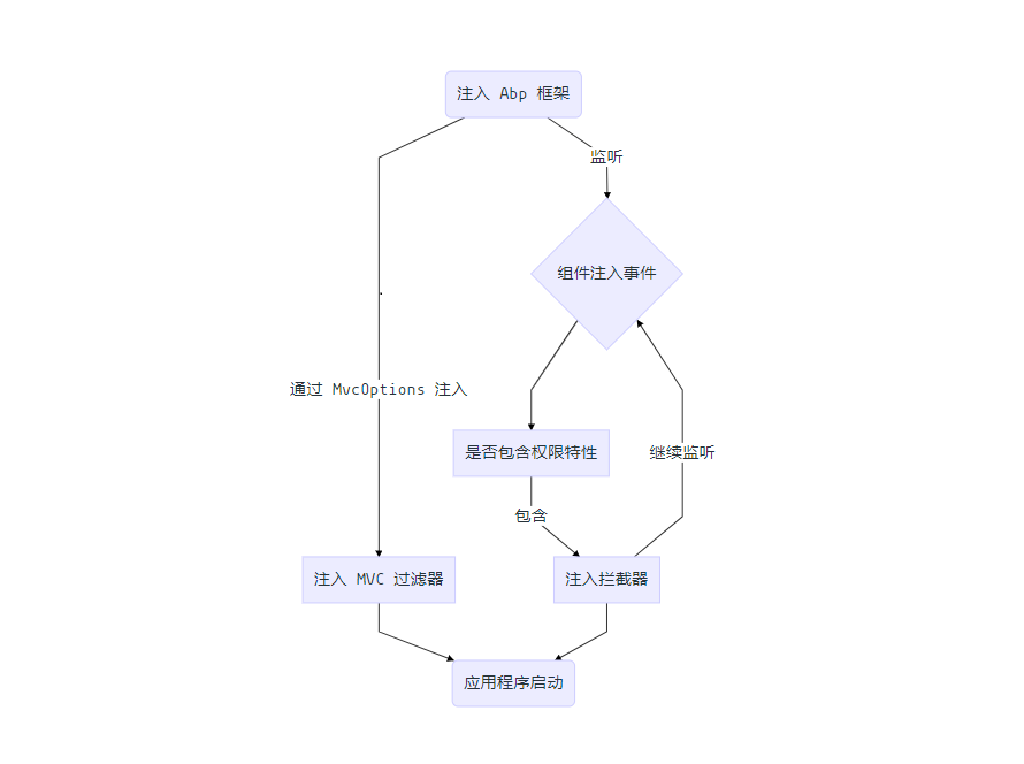 注入 Abp 框架
监听
组件注入事件
通过 MvcOptions 注入
是否包含权限特性
继续监听
包含
注入 MVC 过滤器
注入拦截器
应用程序启动